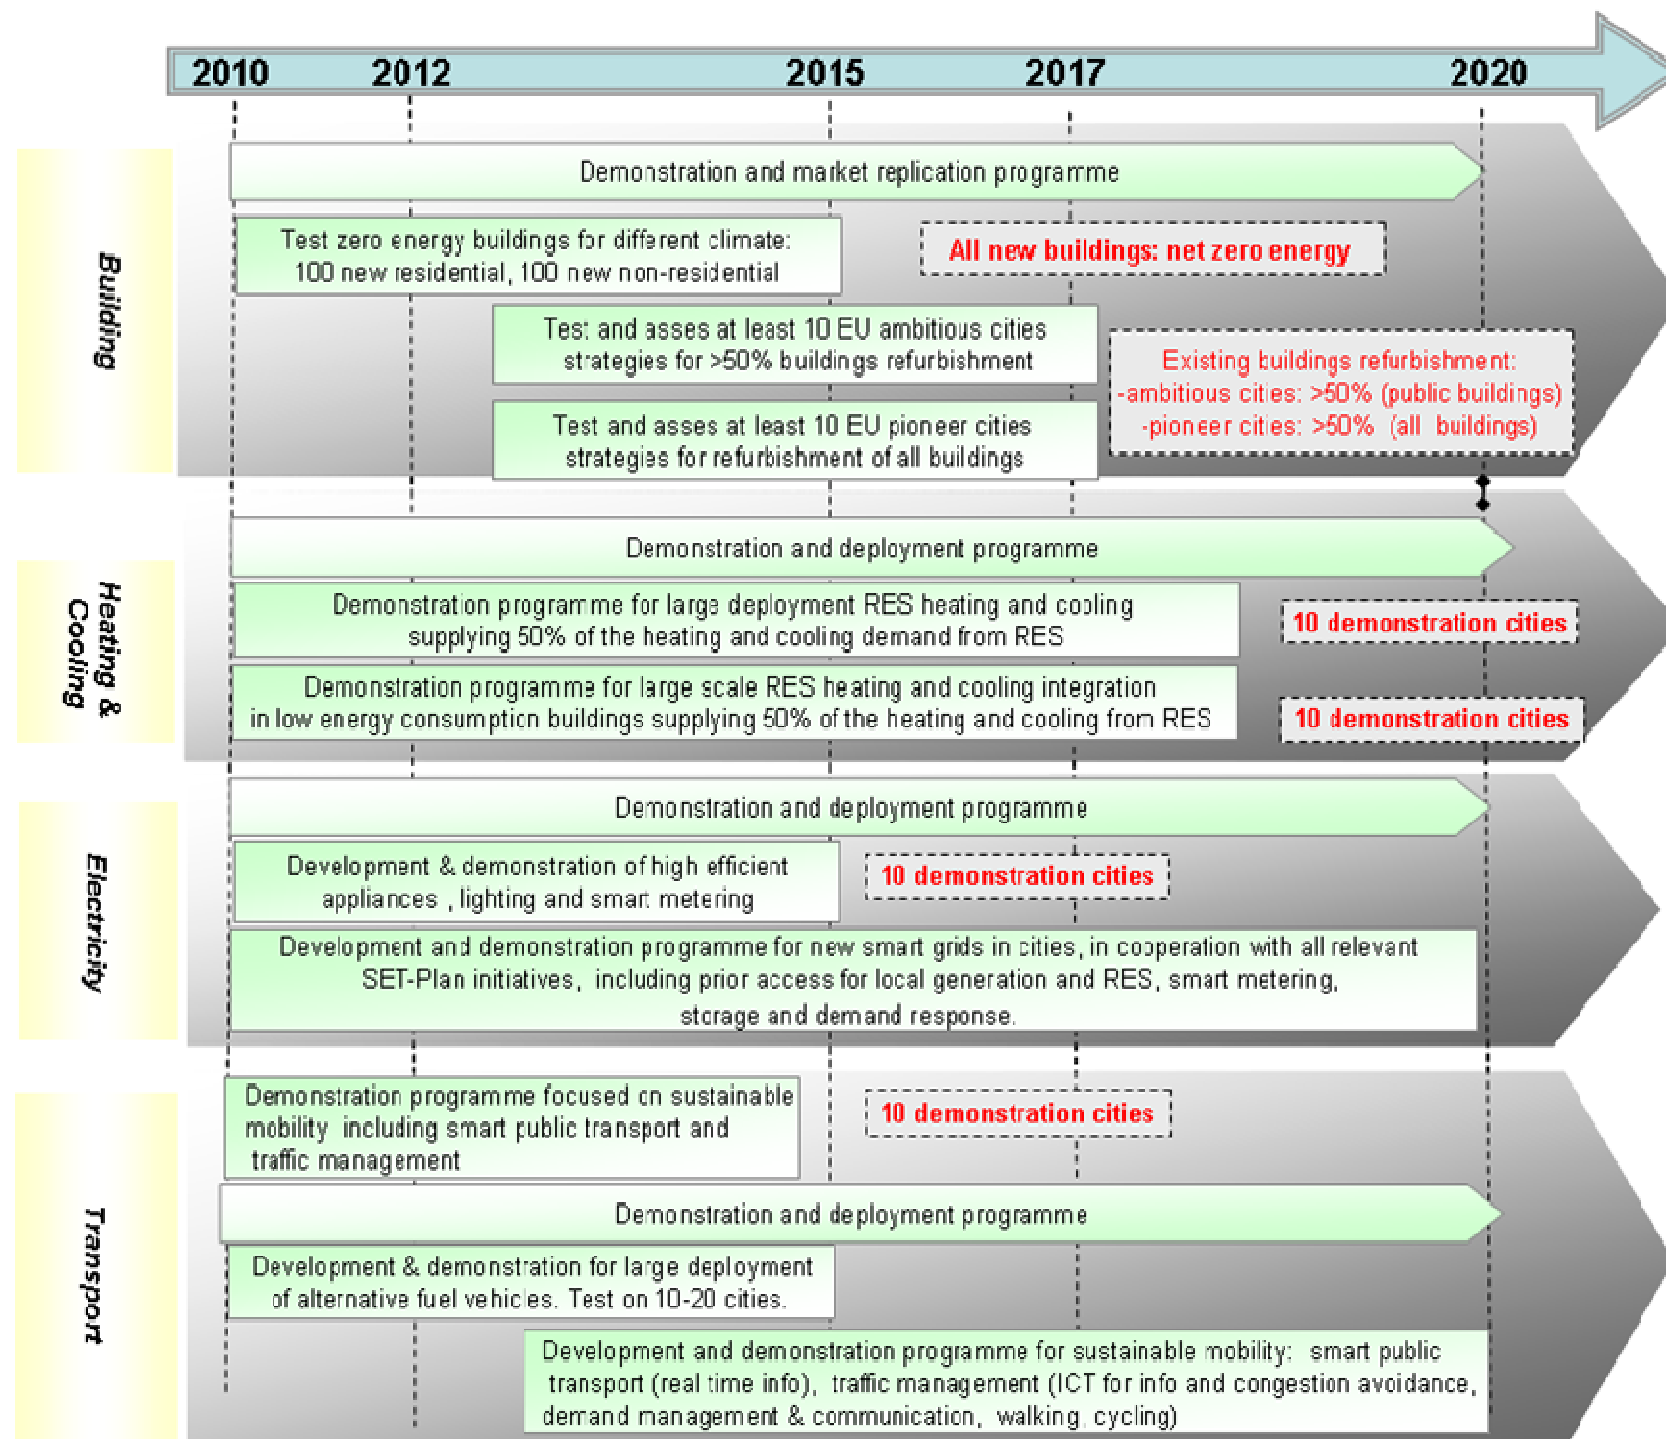 2010 2012 2015 2017 2020
Building
Demonstration and market replication programme
Test zero energy buildings for different climate:
100 new residential, 100 new non-residential
All new buildings: net zero energy
Test and asses at least 10 EU ambitious cities
strategies for >50% buildings refurbishment
Existing buildings refurbishment:
-ambitious cities: >50% (public buildings)
-pioneer cities: >50% (all buildings)
Test and asses at least 10 EU pioneer cities
strategies for refurbishment of all buildings
Heating &
Cooling
Demonstration and deployment programme
Demonstration programme for large deployment RES heating and cooling
supplying 50% of the heating and cooling demand from RES
10 demonstration cities
Demonstration programme for large scale RES heating and cooling integration
in low energy consumption buildings supplying 50% of the heating and cooling from RES
10 demonstration cities
Electricity
Demonstration and deployment programme
Development & demonstration of high efficient
appliances , lighting and smart metering
10 demonstration cities
Development and demonstration programme for new smart grids in cities, in cooperation with all relevant
SET-Plan initiatives, including prior access for local generation and RES, smart metering,
storage and demand response.
Transport
Demonstration programme focused on sustainable
mobility including smart public transport and
traffic management
10 demonstration cities
Demonstration and deployment programme
Development & demonstration for large deployment
of alternative fuel vehicles. Test on 10-20 cities.
Development and demonstration programme for sustainable mobility: smart public
transport (real time info), traffic management (ICT for info and congestion avoidance,
demand management & communication, walking, cycling)